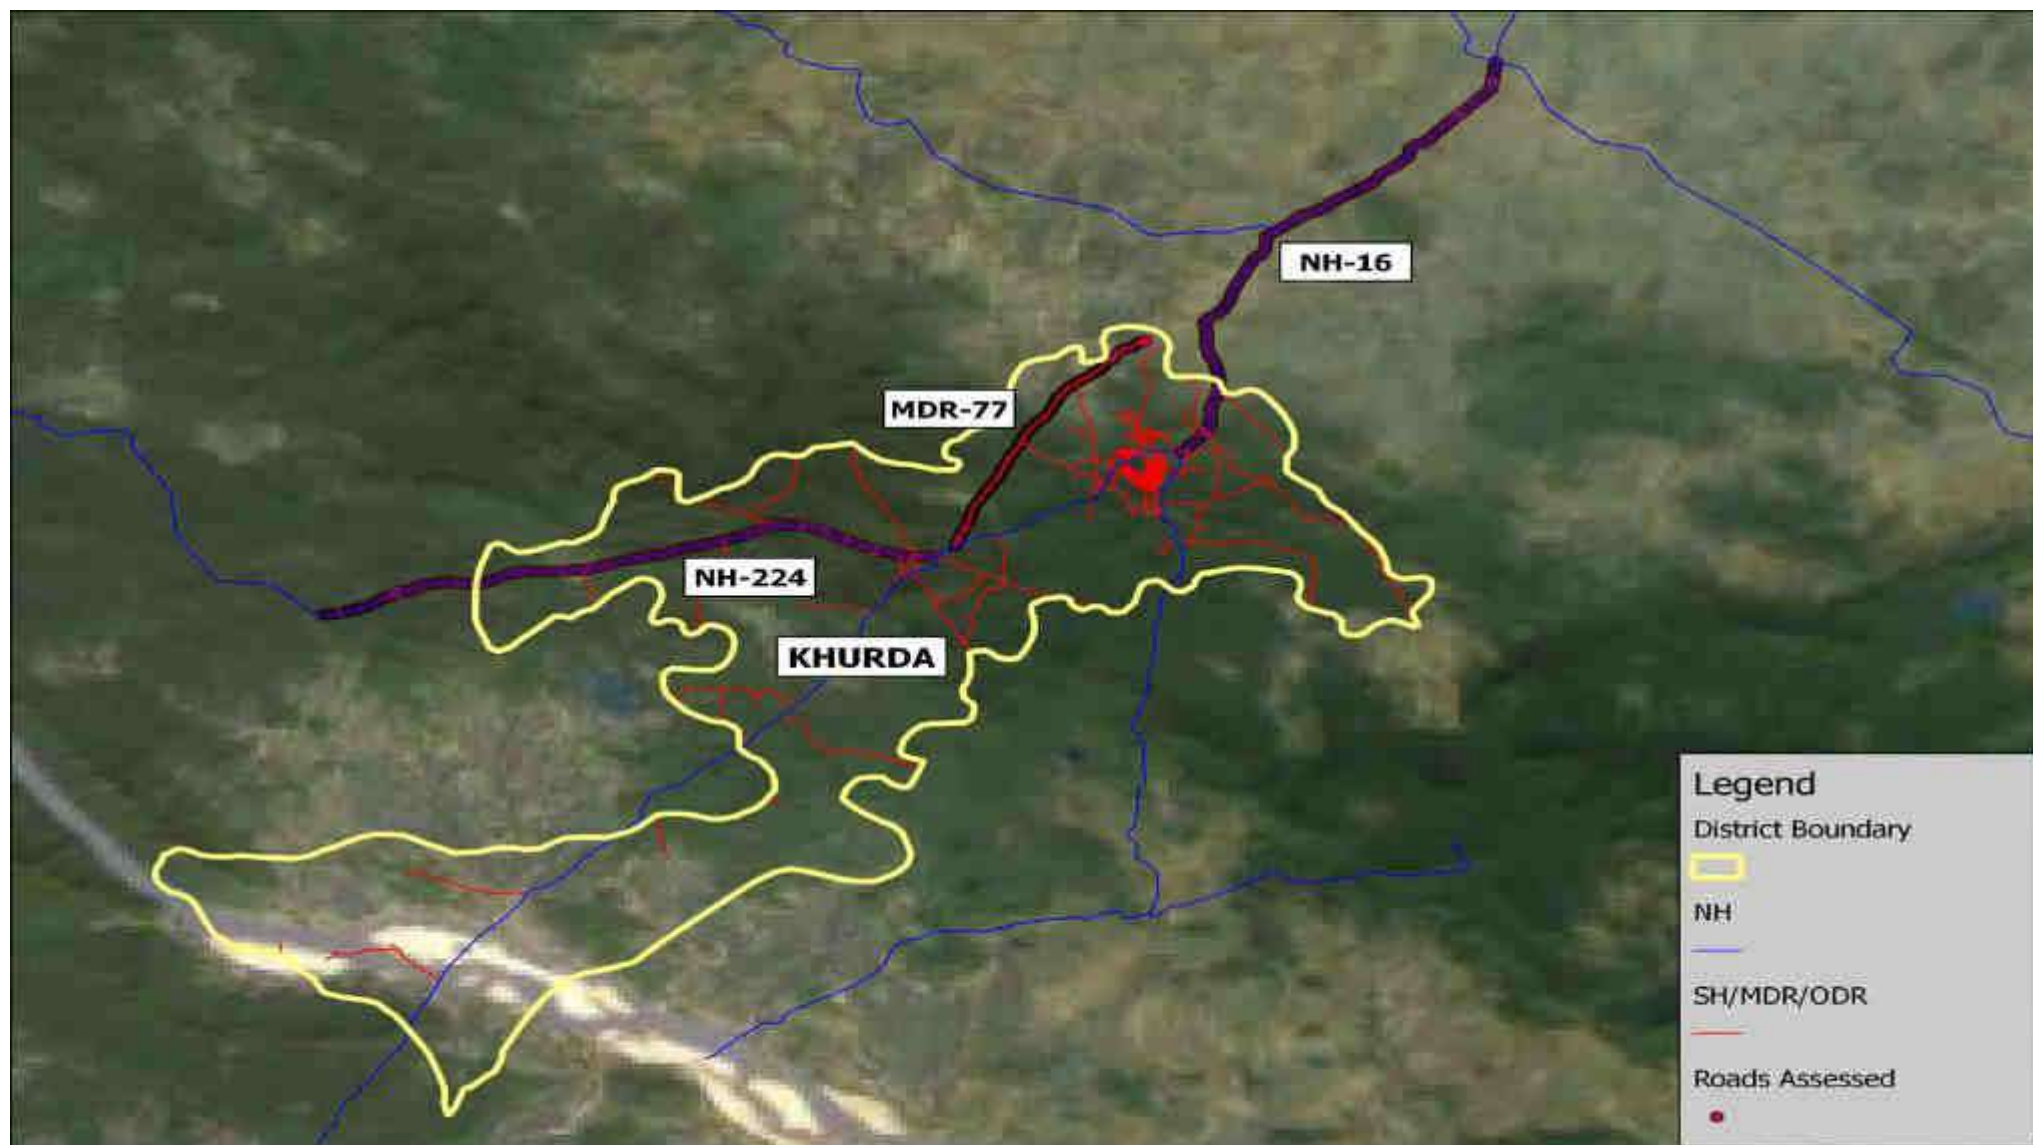 NH-16
MDR-77
NH-224
KHURDA
Legend
District Boundary
NH
SH/MDR/ODR
Roads Assessed